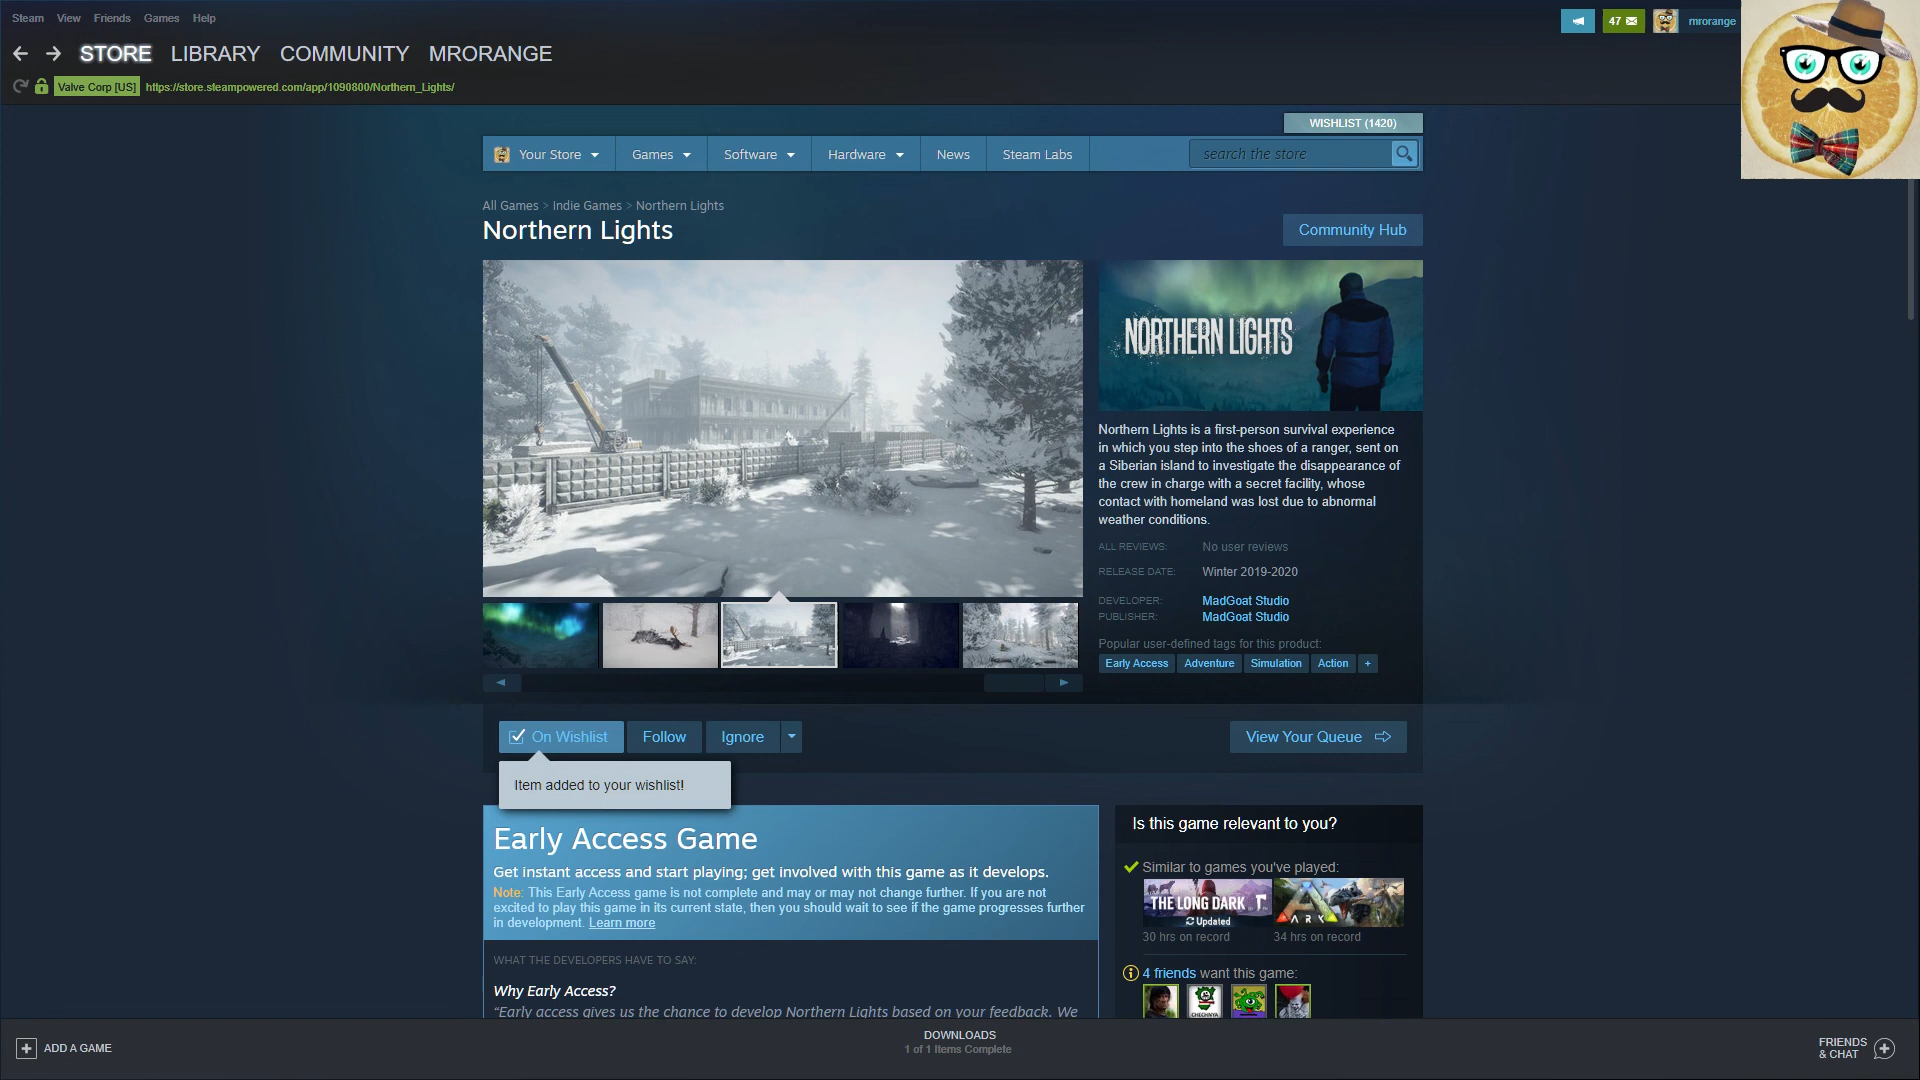 Steam View Friends Games Help
47
mrorange
STORE LIBRARY COMMUNITY MRORANGE
Valve Corp [US] https://store.steampowered.com/app/1090800/Northern_Lights/
WISHLIST (1420)
Your Store Games Software Hardware News Steam Labs search the store
All Games > Indie Games > Northern Lights
Northern Lights
Community Hub
NORTHERN LIGHTS
Northern Lights is a first-person survival experience
in which you step into the shoes of a ranger, sent on
a Siberian island to investigate the disappearance of
the crew in charge with a secret facility, whose
contact with homeland was lost due to abnormal
weather conditions.
ALL REVIEWS: No user reviews
RELEASE DATE: Winter 2019-2020
DEVELOPER: MadGoat Studio
PUBLISHER: MadGoat Studio
Popular user-defined tags for this product:
Early Access Adventure Simulation Action +
On Wishlist Follow Ignore
View Your Queue
Item added to your wishlist!
Early Access Game
Get instant access and start playing; get involved with this game as it develops.
Note: This Early Access game is not complete and may or may not change further. If you are not
excited to play this game in its current state, then you should wait to see if the game progresses further
in development. Learn more
WHAT THE DEVELOPERS HAVE TO SAY:
Why Early Access?
“Early access gives us the chance to develop Northern Lights based on your feedback. We
Is this game relevant to you?
Similar to games you've played:
THE LONG DARK
Updated
ARK
30 hrs on record 34 hrs on record
4 friends want this game:
CHECHNYA
ADD A GAME
DOWNLOADS
1 of 1 Items Complete
FRIENDS
& CHAT